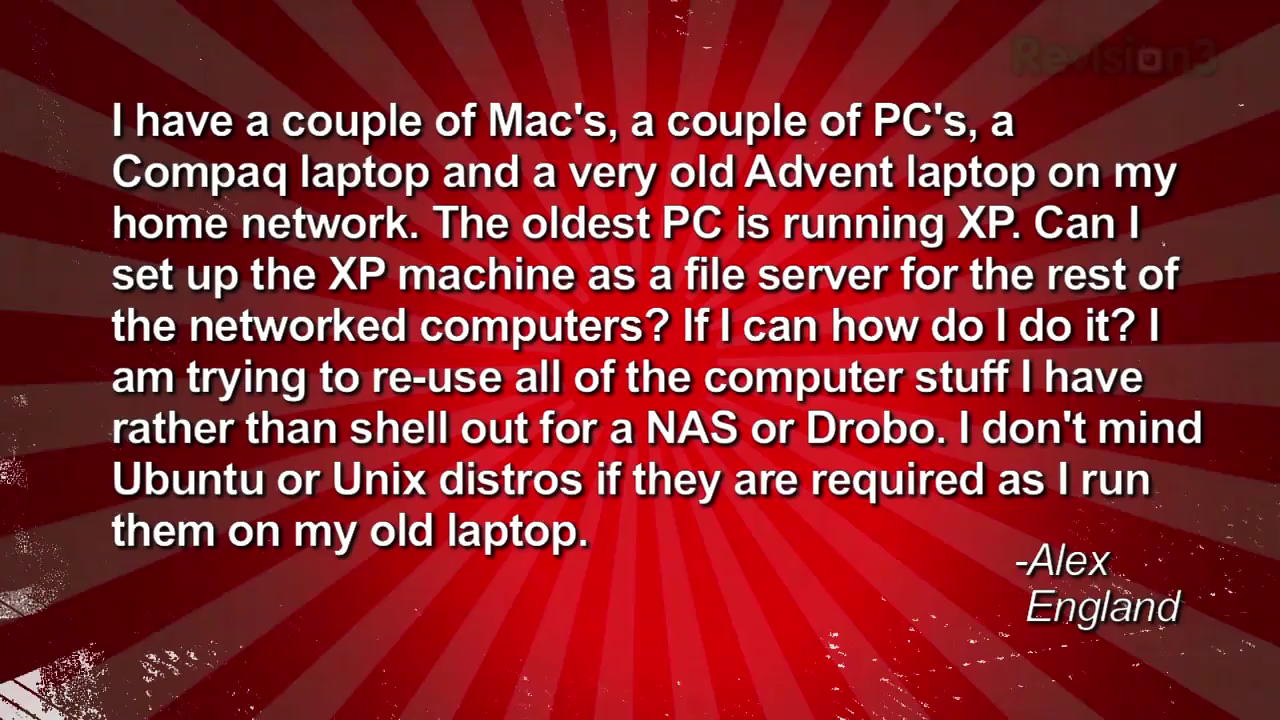 Revision3
I have a couple of Mac's, a couple of PC's, a
Compaq laptop and a very old Advent laptop on my
home network. The oldest PC is running XP. Can I
set up the XP machine as a file server for the rest of
the networked computers? If I can how do I do it? I
am trying to re-use all of the computer stuff I have
rather than shell out for a NAS or Drobo. I don't mind
Ubuntu or Unix distros if they are required as I run
them on my old laptop.
-Alex
England